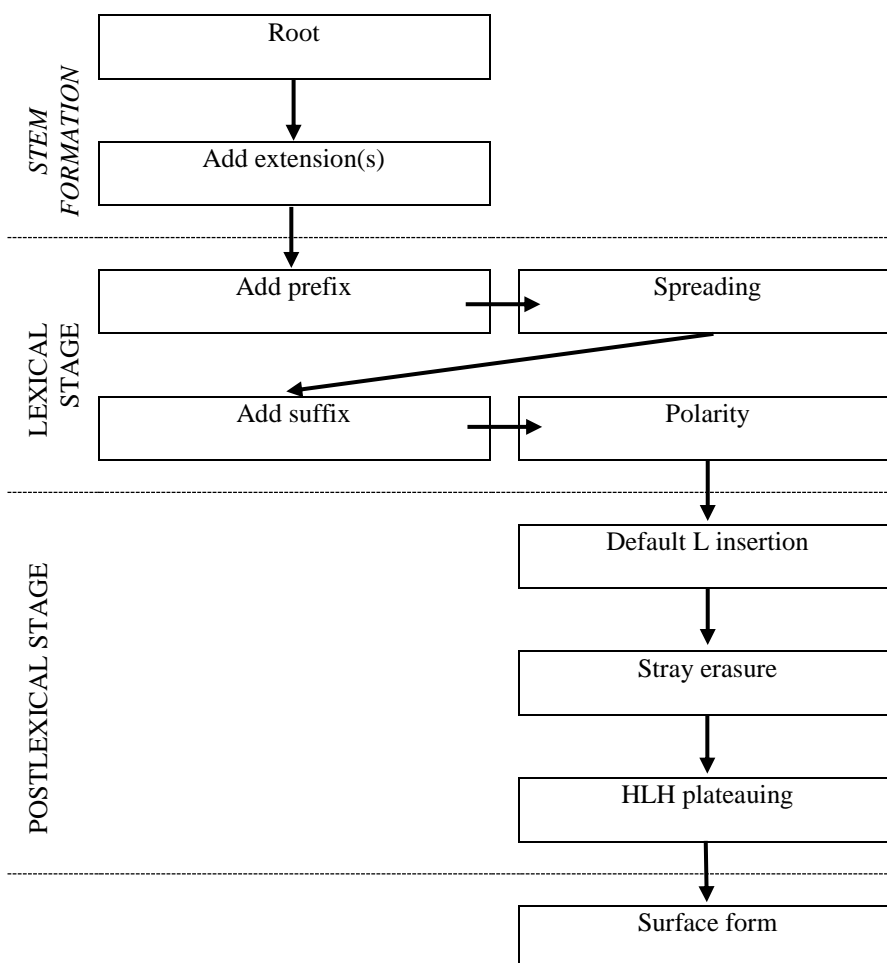 Root
STEM
FORMATION
Add extension(s)
LEXICAL
STAGE
Add prefix
Spreading
Add suffix
Polarity
POSTLEXICAL STAGE
Default L insertion
Stray erasure
HLH plateauing
Surface form